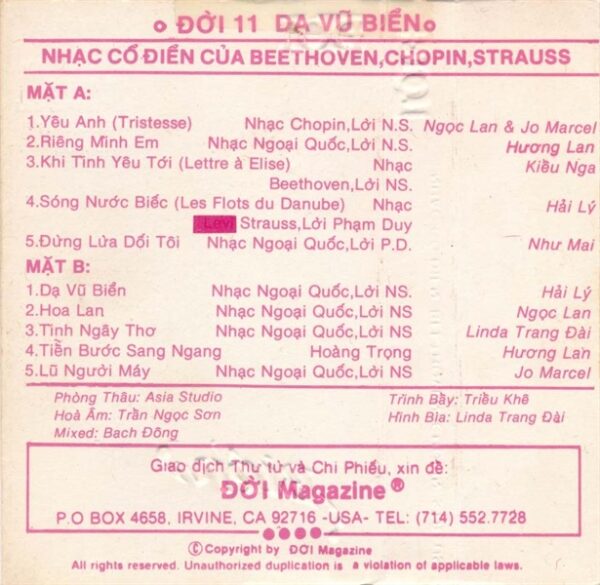 ĐỜI 11 DẠ VŨ BIỂN
NHẠC CỔ ĐIỂN CỦA BEETHOVEN,CHOPIN,STRAUSS
MẶT A:
1.Yêu Anh (Tristesse) Nhạc Chopin,Lời N.S. Ngọc Lan & Jo Marcel
2.Riêng Mình Em Nhạc Ngoại Quốc,Lời N.S. Hương Lan
3.Khi Tình Yêu Tới (Lettre à Elise) Nhạc Kiều Nga
Beethoven,Lời NS.
4.Sóng Nước Biếc (Les Flots du Danube) Nhạc Hải Lý
Levi Strauss,Lời Phạm Duy
5.Đừng Lừa Dối Tôi Nhạc Ngoại Quốc,Lời P.D. Như Mai
MẶT B:
1.Dạ Vũ Biển Nhạc Ngoại Quốc,Lời NS. Hải Lý
2.Hoa Lan Nhạc Ngoại Quốc,Lời NS Ngọc Lan
3.Tình Ngây Thơ Nhạc Ngoại Quốc,Lời NS Linda Trang Đài
4.Tiễn Bước Sang Ngang Hoàng Trọng Hương Lan
5.Lũ Người Máy Nhạc Ngoại Quốc,Lời NS Jo Marcel
Phòng Thâu: Asia Studio Trình Bầy: Triều Khê
Hoà Âm: Trần Ngọc Sơn Hình Bìa: Linda Trang Đài
Mixed: Bạch Đông
Giao dịch Thư từ và Chi Phiếu, xin đề:
ĐỜI Magazine®
P.O BOX 4658, IRVINE, CA 92716 -USA- TEL: (714) 552.7728
©Copyright by ĐỜI Magazine
All rights reserved. Unauthorized duplication is a violation of applicable laws.